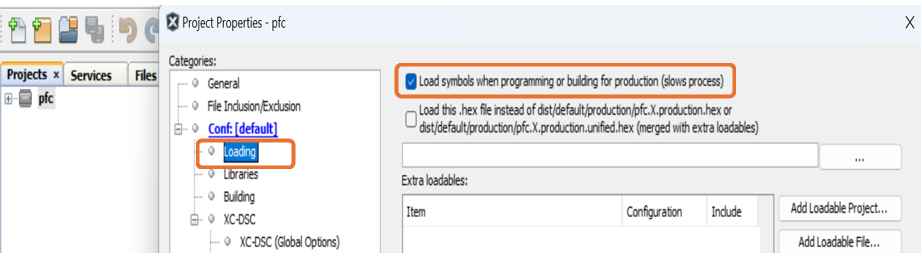 Project Properties - pfc
X
Projects x
Services
Files
pfc
Categories:
General
File Inclusion/Exclusion
Conf: [default]
Loading
Libraries
Building
XC-DSC
XC-DSC (Global Options)
Load symbols when programming or building for production (slows process)
Load this .hex file instead of dist/default/production/pfc.X.production.hex or
dist/default/production/pfc.X.production.unified.hex (merged with extra loadables)
...
Extra loadables:
Item
Configuration
Include
Add Loadable Project...
Add Loadable File...